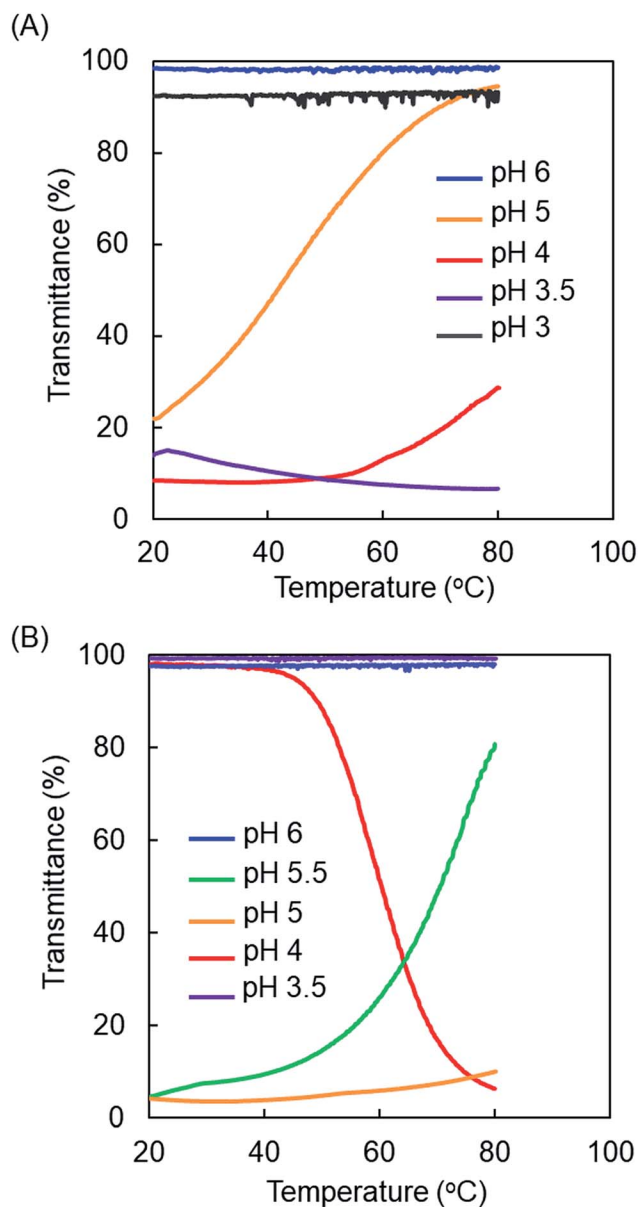 (A)
100
80
60
40
20
0
Transmittance (%)
pH 6
pH 5
pH 4
pH 3.5
pH 3
20 40 60 80 100
Temperature (ºC)
(B)
100
80
60
40
20
0
Transmittance (%)
pH 6
pH 5.5
pH 5
pH 4
pH 3.5
20 40 60 80 100
Temperature (ºC)